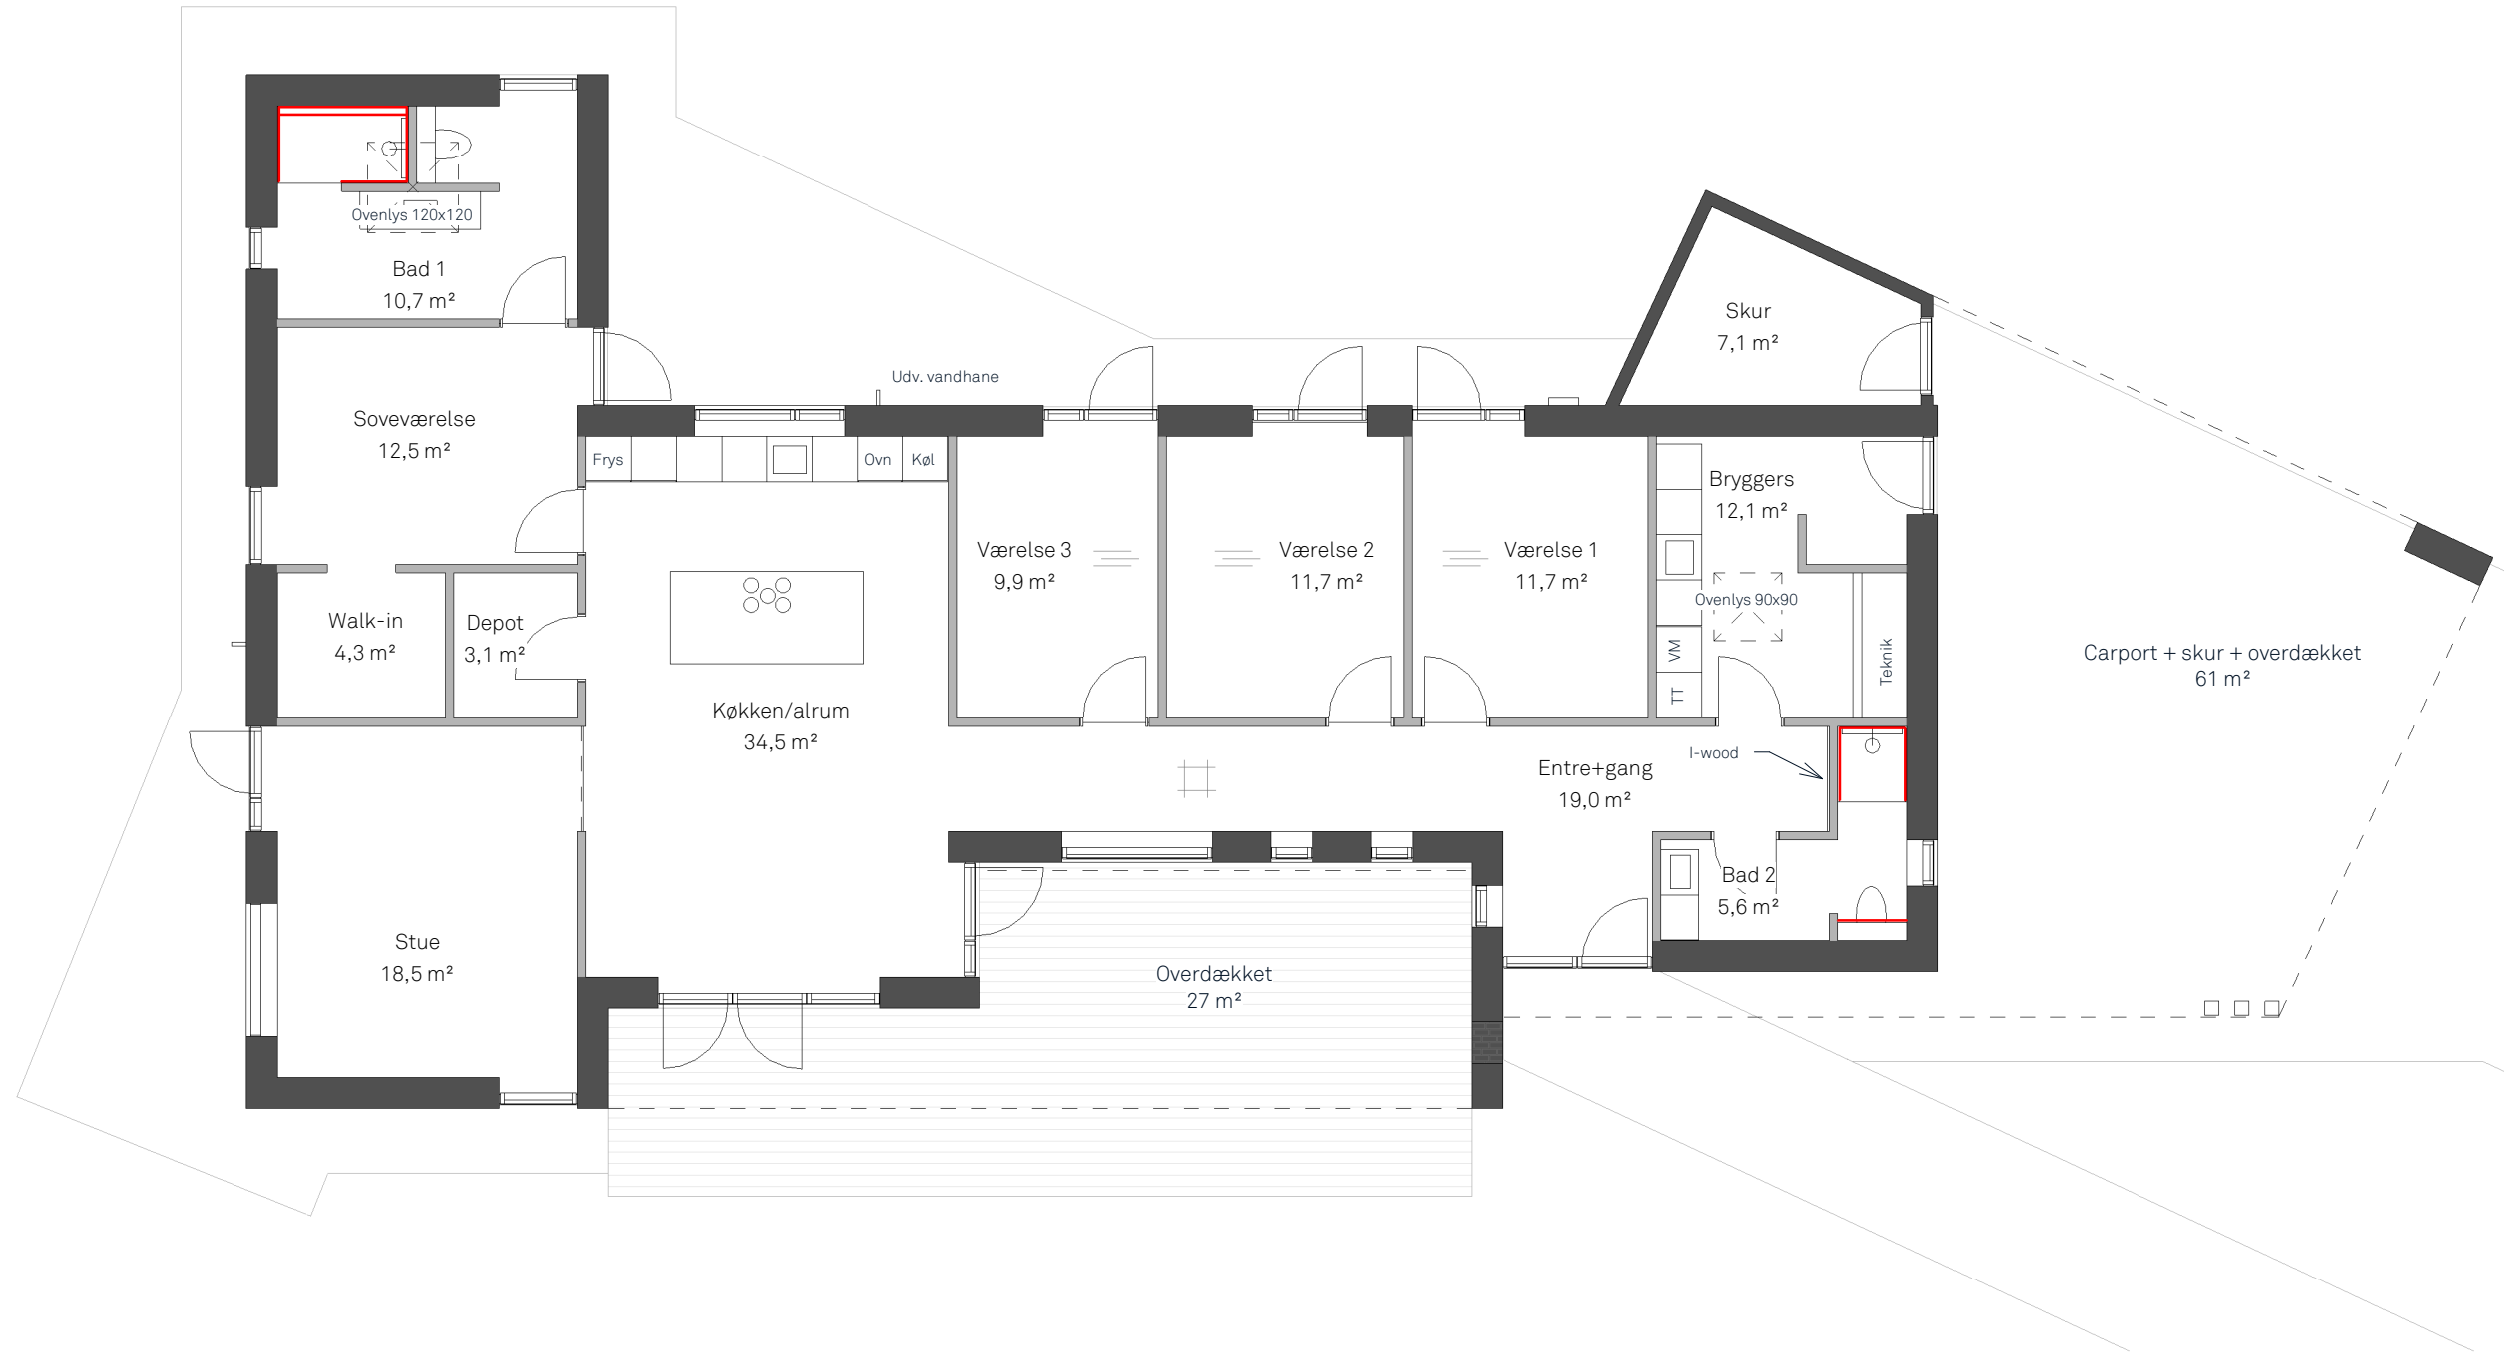 Ovenlys 120x120
Bad 1
10,7 m²
Skur
7,1 m²
Udv. vandhane
Soveværelse
12,5 m²
Frys
Ovn
Køl
Bryggers
12,1 m²
Værelse 3
9,9 m²
Værelse 2
11,7 m²
Værelse 1
11,7 m²
Ovenlys 90x90
Walk-in
4,3 m²
Depot
3,1 m²
VM
TT
Teknik
Carport + skur + overdækket
61 m²
Køkken/alrum
34,5 m²
I-wood
Entre+gang
19,0 m²
Bad 2
5,6 m²
Stue
18,5 m²
Overdækket
27 m²